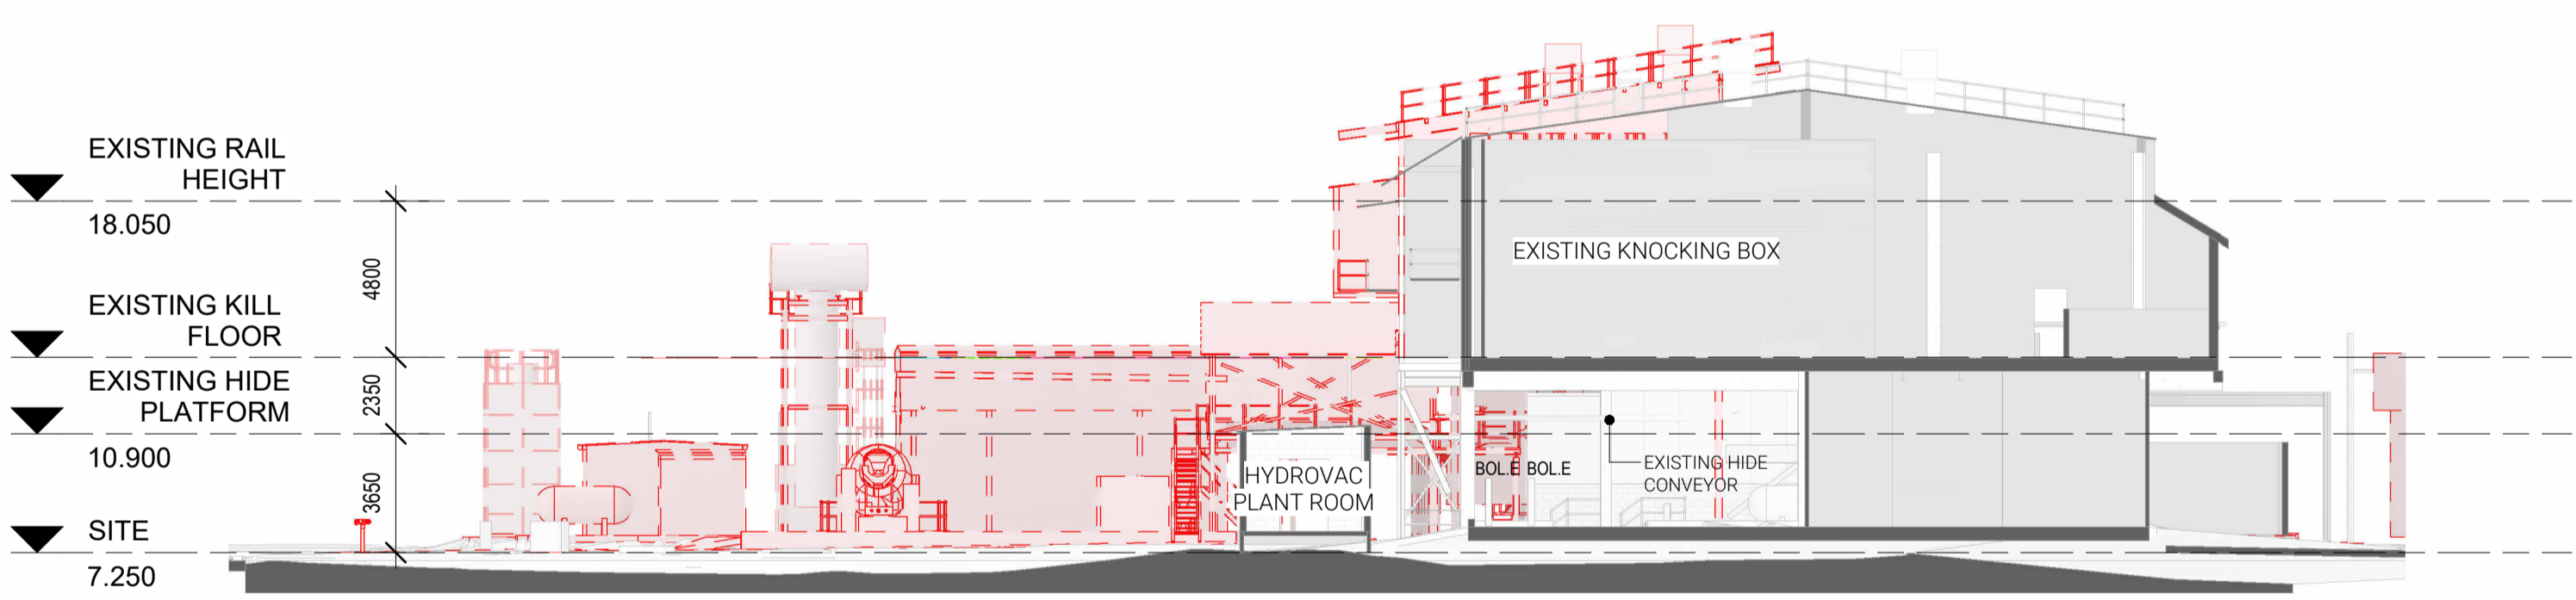 EXISTING RAIL
HEIGHT
18.050
4800
EXISTING KILL
FLOOR
2350
EXISTING HIDE
PLATFORM
10.900
3650
SITE
7.250
EXISTING KNOCKING BOX
HYDROVAC
PLANT ROOM
BOL.E BOL.E
EXISTING HIDE
CONVEYOR